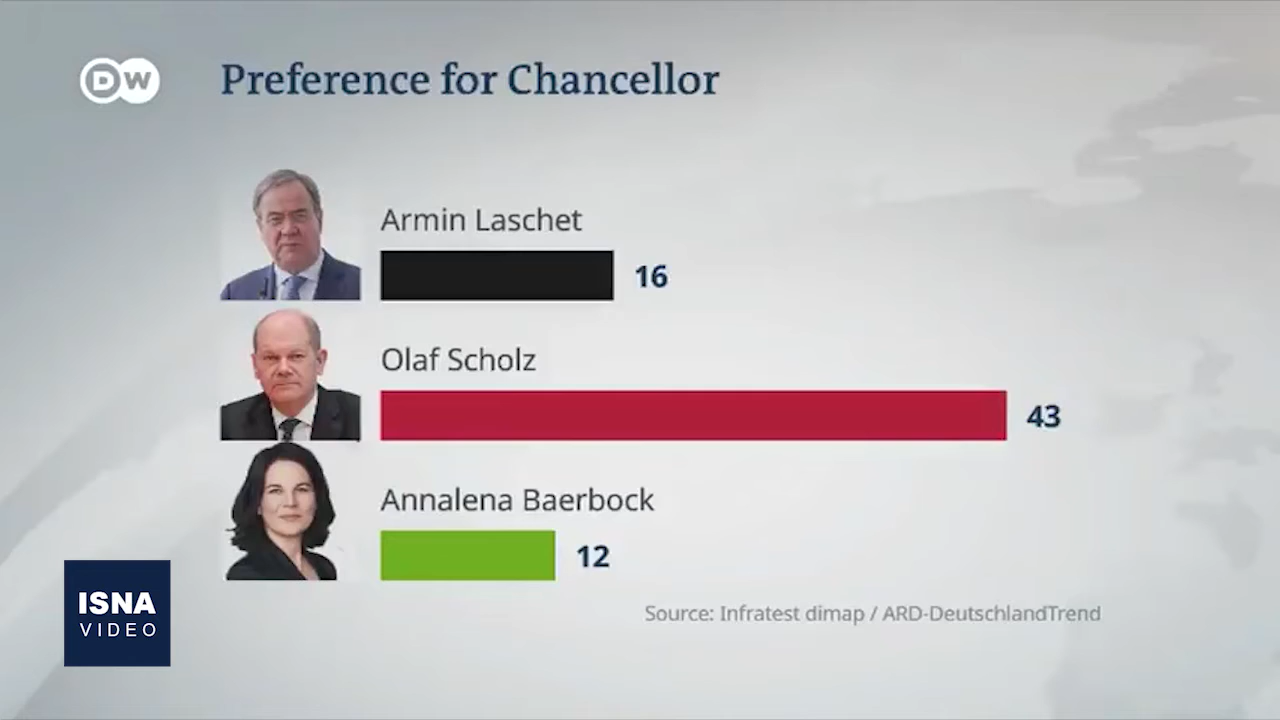 DW
Preference for Chancellor
Armin Laschet
16
Olaf Scholz
43
Annalena Baerbock
12
Source: Infratest dimap / ARD-DeutschlandTrend
ISNA
VIDEO